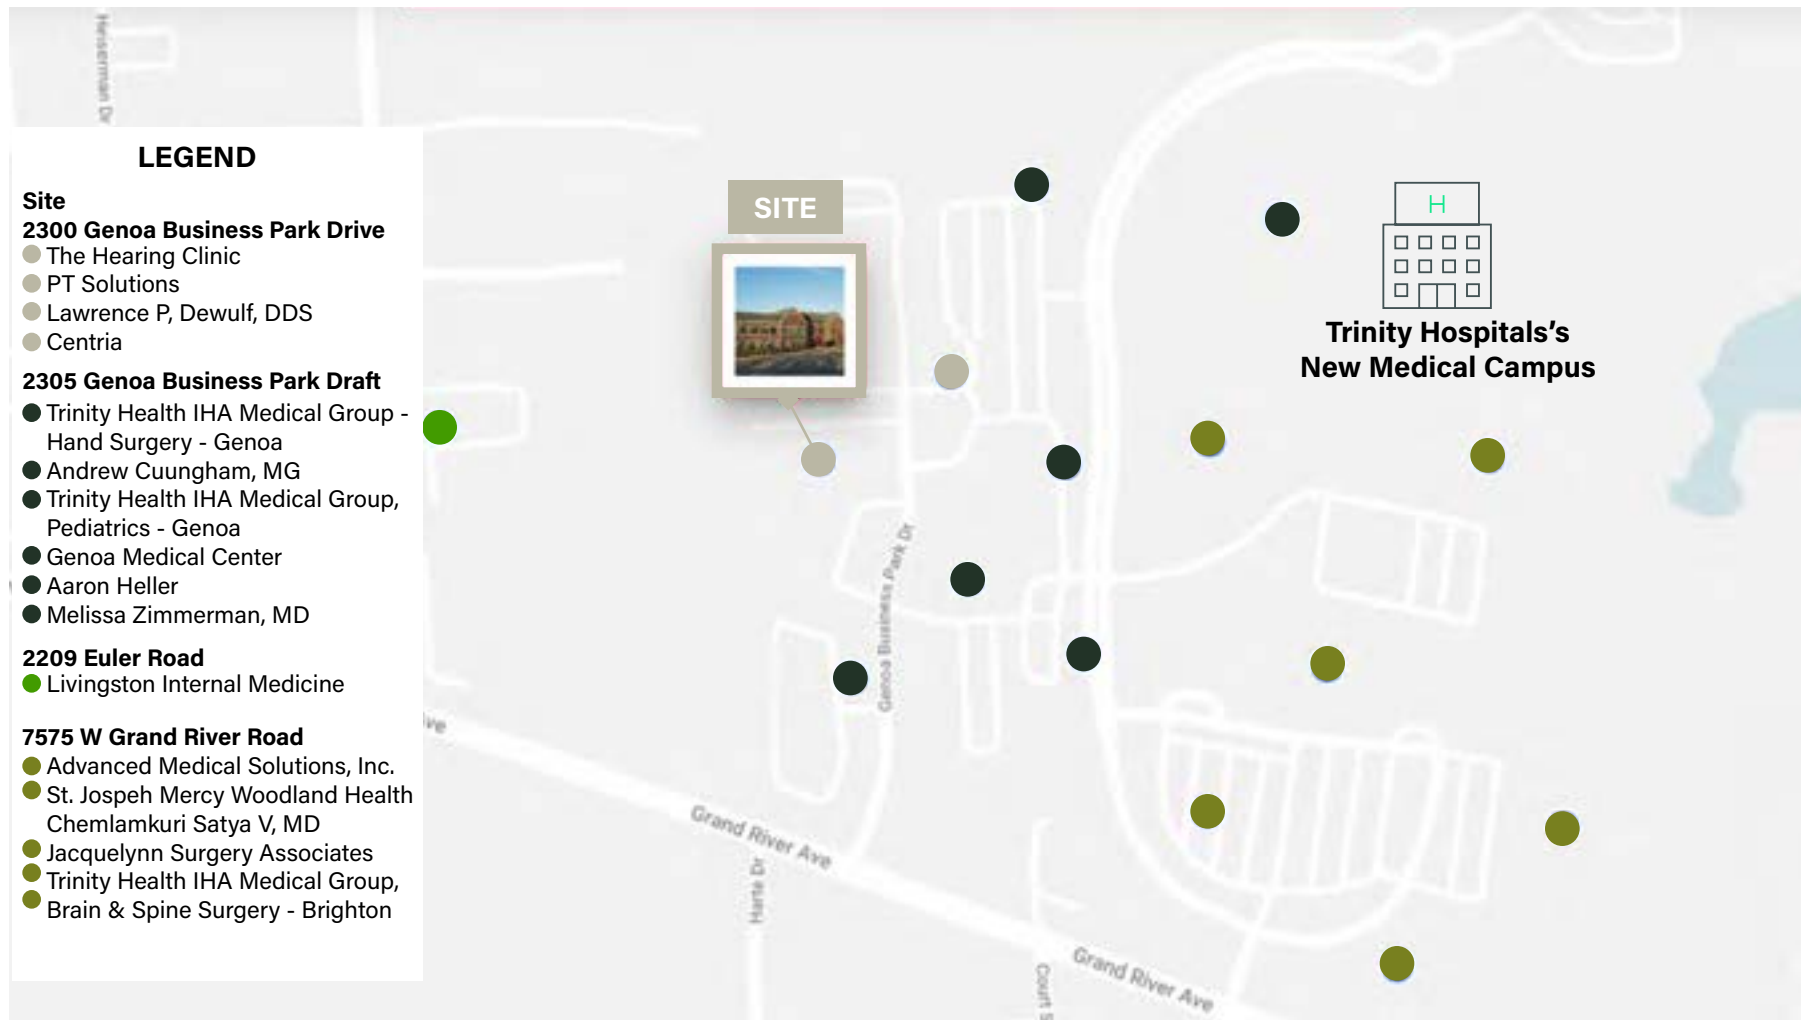 Heiserman Dr
LEGEND
Site
2300 Genoa Business Park Drive
The Hearing Clinic
PT Solutions
Lawrence P, Dewulf, DDS
Centria
2305 Genoa Business Park Draft
Trinity Health IHA Medical Group -
Hand Surgery - Genoa
Andrew Cuungham, MG
Trinity Health IHA Medical Group,
Pediatrics - Genoa
Genoa Medical Center
Aaron Heller
Melissa Zimmerman, MD
2209 Euler Road
Livingston Internal Medicine
7575 W Grand River Road
Advanced Medical Solutions, Inc.
St. Jospeh Mercy Woodland Health
Chemlamkuri Satya V, MD
Jacquelynn Surgery Associates
Trinity Health IHA Medical Group,
Brain & Spine Surgery - Brighton
SITE
H
Trinity Hospitals's
New Medical Campus
Genoa Business Park Dr
Grand River Ave
Harte Dr
Court
Grand River Ave